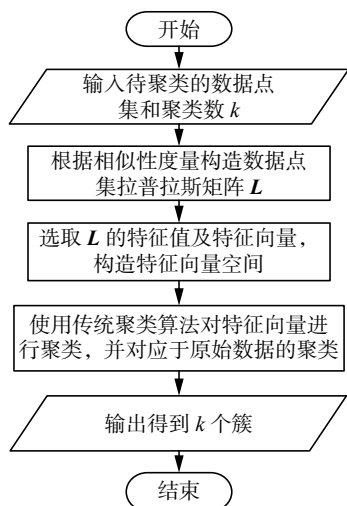 开始
输入待聚类的数据点
集和聚类数 k
根据相似性度量构造数据点
集拉普拉斯矩阵 L
选取 L 的特征值及特征向量，
构造特征向量空间
使用传统聚类算法对特征向量进
行聚类，并对应于原始数据的聚类
输出得到 k 个簇
结束